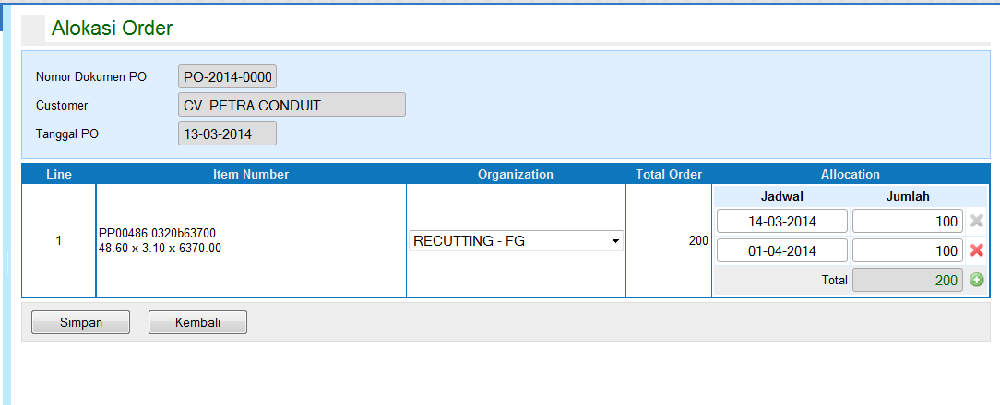 Alokasi Order
Nomor Dokumen PO PO-2014-0000
Customer CV. PETRA CONDUIT
Tanggal PO 13-03-2014
Line Item Number Organization Total Order Allocation
Jadwal Jumlah
1 PP00486.0320b63700 RECUTTING - FG 200 14-03-2014 100
48.60 x 3.10 x 6370.00 01-04-2014 100
Total 200
Simpan Kembali